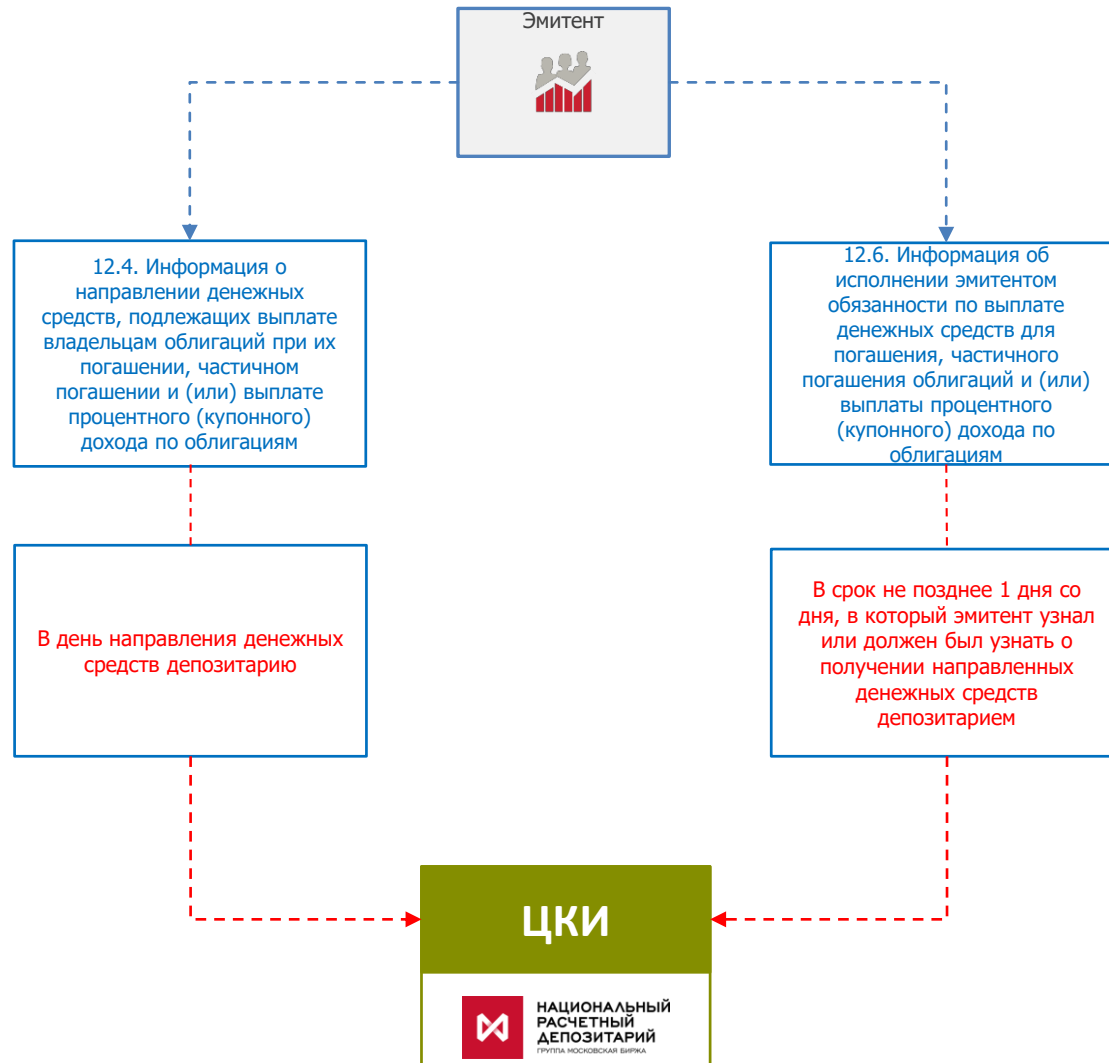 Эмитент
12.4. Информация о
направлении денежных
средств, подлежащих выплате
владельцам облигаций при их
погашении, частичном
погашении и (или) выплате
процентного (купонного)
дохода по облигациям
12.6. Информация об
исполнении эмитентом
обязанности по выплате
денежных средств для
погашения, частичного
погашения облигаций и (или)
выплаты процентного
(купонного) дохода по
облигациям
В день направления денежных
средств депозитарию
В срок не позднее 1 дня со
дня, в который эмитент узнал
или должен был узнать о
получении направленных
денежных средств
депозитарием
ЦКИ
НАЦИОНАЛЬНЫЙ
РАСЧЕТНЫЙ
ДЕПОЗИТАРИЙ
ГРУППА МОСКОВСКАЯ БИРЖА